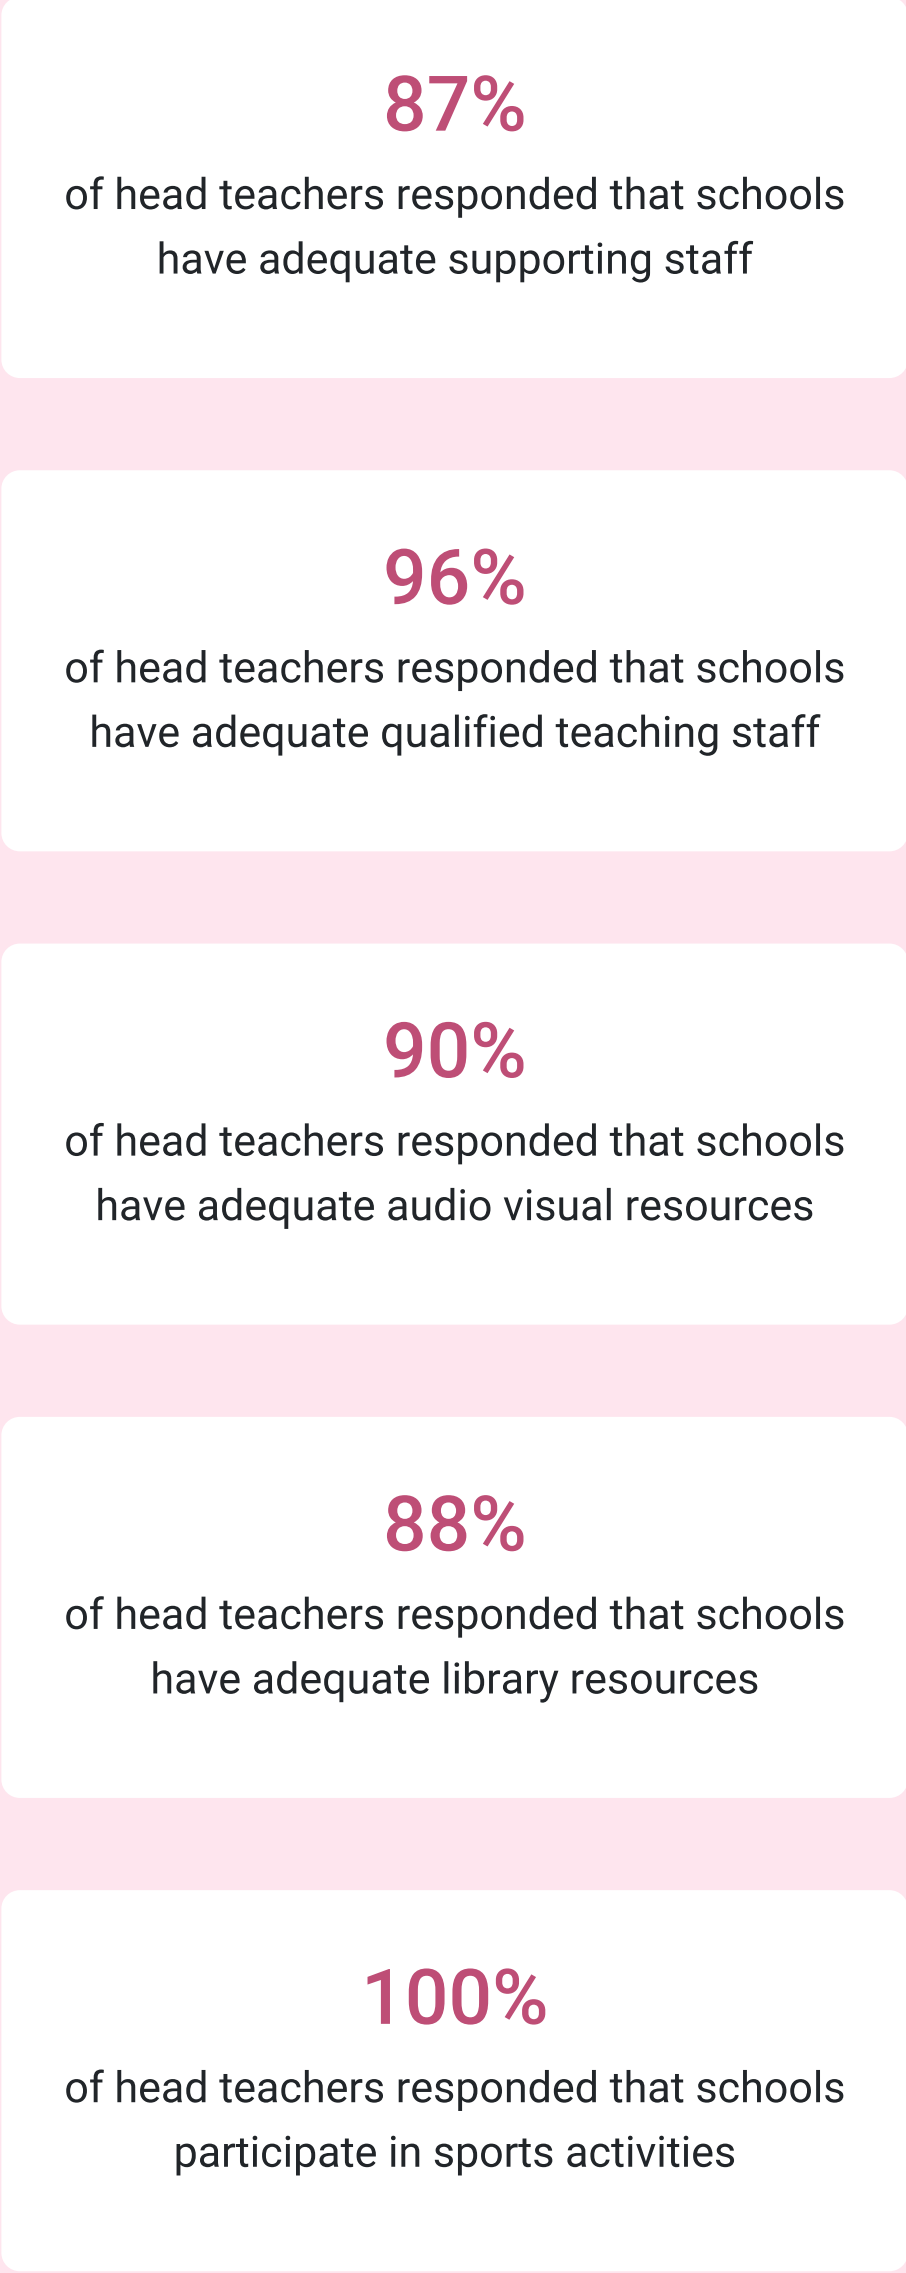 87%
of head teachers responded that schools
have adequate supporting staff
96%
of head teachers responded that schools
have adequate qualified teaching staff
90%
of head teachers responded that schools
have adequate audio visual resources
88%
of head teachers responded that schools
have adequate library resources
100%
of head teachers responded that schools
participate in sports activities